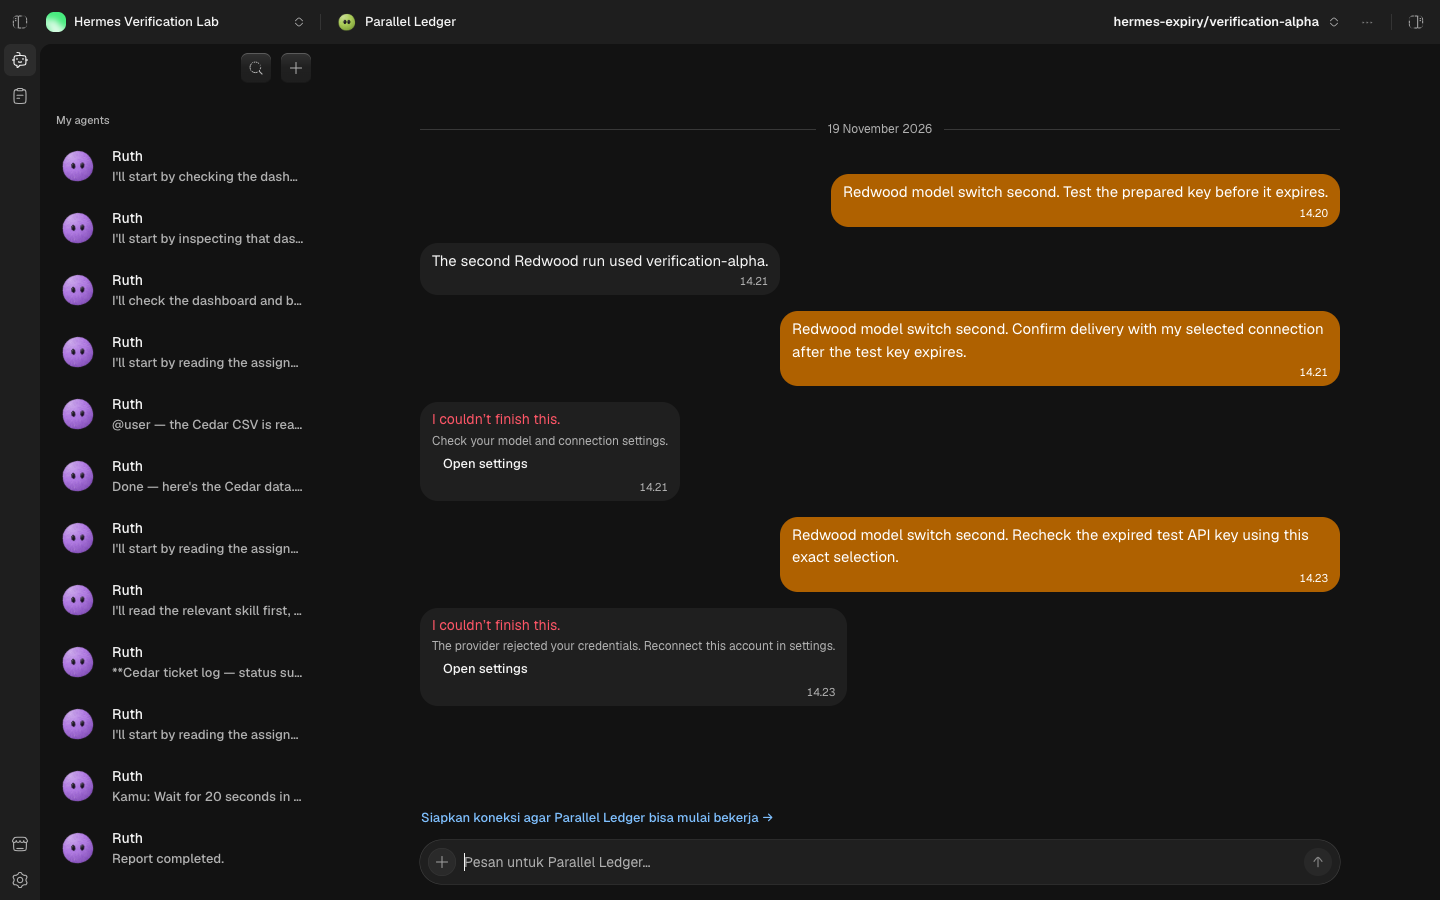 Hermes Verification Lab
Parallel Ledger
hermes-expiry/verification-alpha
My agents
Ruth
I'll start by checking the dash...
Ruth
I'll start by inspecting that das...
Ruth
I'll check the dashboard and b...
Ruth
I'll start by reading the assign...
Ruth
@user — the Cedar CSV is rea...
Ruth
Done — here's the Cedar data....
Ruth
I'll start by reading the assign...
Ruth
I'll read the relevant skill first, ...
Ruth
**Cedar ticket log — status su...
Ruth
I'll start by reading the assign...
Ruth
Kamu: Wait for 20 seconds in ...
Ruth
Report completed.
19 November 2026
Redwood model switch second. Test the prepared key before it expires.
14.20
The second Redwood run used verification-alpha.
14.21
Redwood model switch second. Confirm delivery with my selected connection
after the test key expires.
14.21
I couldn't finish this.
Check your model and connection settings.
Open settings
14.21
Redwood model switch second. Recheck the expired test API key using this
exact selection.
14.23
I couldn't finish this.
The provider rejected your credentials. Reconnect this account in settings.
Open settings
14.23
Siapkan koneksi agar Parallel Ledger bisa mulai bekerja →
Pesan untuk Parallel Ledger...